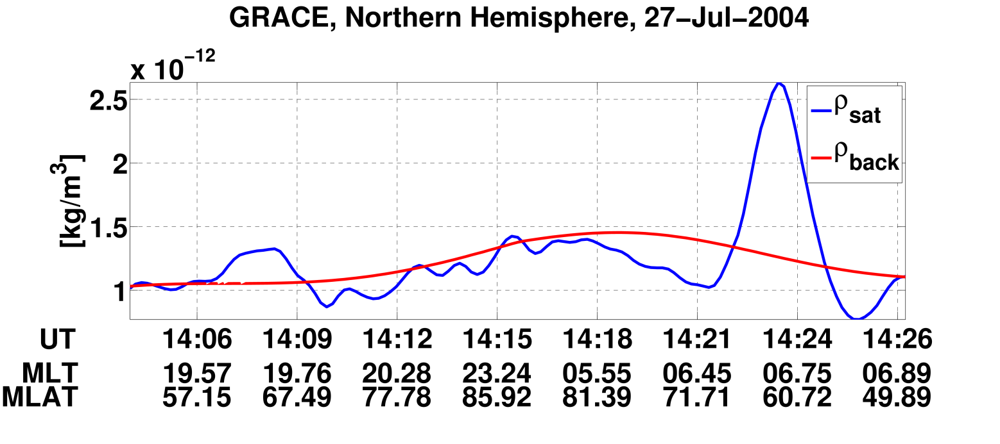 GRACE, Northern Hemisphere, 27−Jul−2004
x 10−12
2.5
2
1.5
1
[kg/m3]
ρsat
ρback
UT 14:06 14:09 14:12 14:15 14:18 14:21 14:24 14:26
MLT 19.57 19.76 20.28 23.24 05.55 06.45 06.75 06.89
MLAT 57.15 67.49 77.78 85.92 81.39 71.71 60.72 49.89